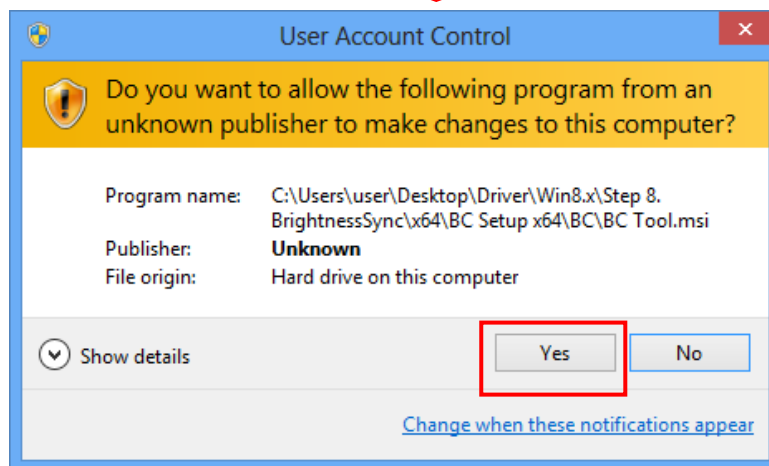 User Account Control
Do you want to allow the following program from an
unknown publisher to make changes to this computer?
Program name: C:\Users\user\Desktop\Driver\Win8.x\Step 8.
BrightnessSync\x64\BC Setup x64\BC\BC Tool.msi
Publisher: Unknown
File origin: Hard drive on this computer
Show details Yes No
Change when these notifications appear